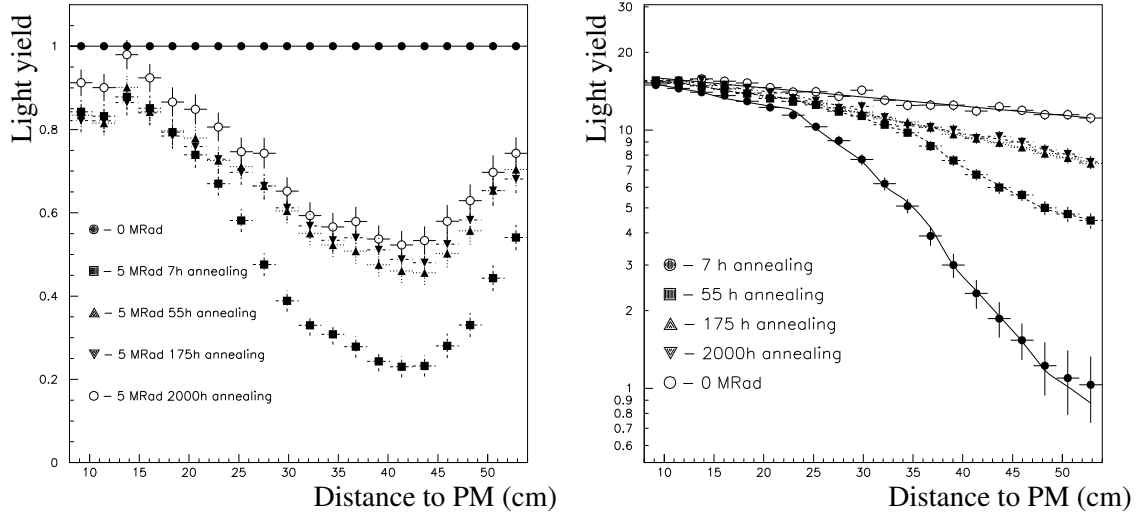 Light yield
1
0.8
0.6
0.4
0.2
0
– 0 MRad
– 5 MRad 7h annealing
– 5 MRad 55h annealing
– 5 MRad 175h annealing
– 5 MRad 2000h annealing
10 15 20 25 30 35 40 45 50
Distance to PM (cm)
Light yield
30
20
10
9
8
7
6
5
4
3
2
1
0.9
0.8
0.7
0.6
– 7 h annealing
– 55 h annealing
– 175 h annealing
– 2000h annealing
– 0 MRad
10 15 20 25 30 35 40 45 50
Distance to PM (cm)